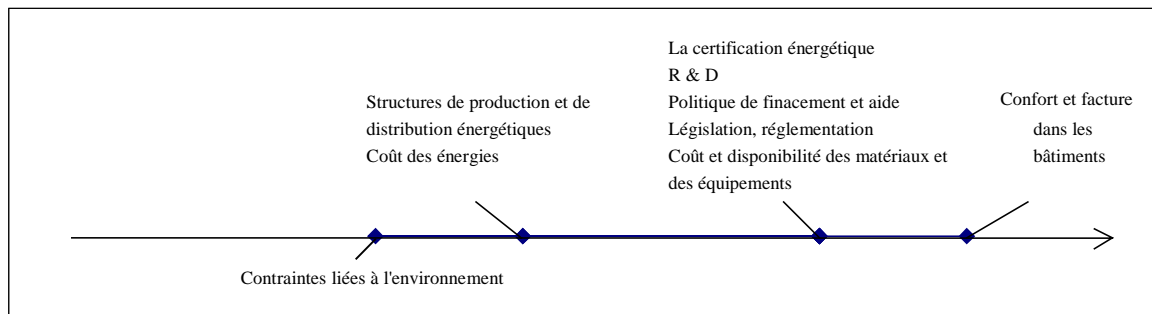 La certification énergétique
R & D
Politique de finacement et aide
Législation, réglementation
Coût et disponibilité des matériaux et
des équipements
Structures de production et de
distribution énergétiques
Coût des énergies
Confort et facture
dans les
bâtiments
Contraintes liées à l'environnement